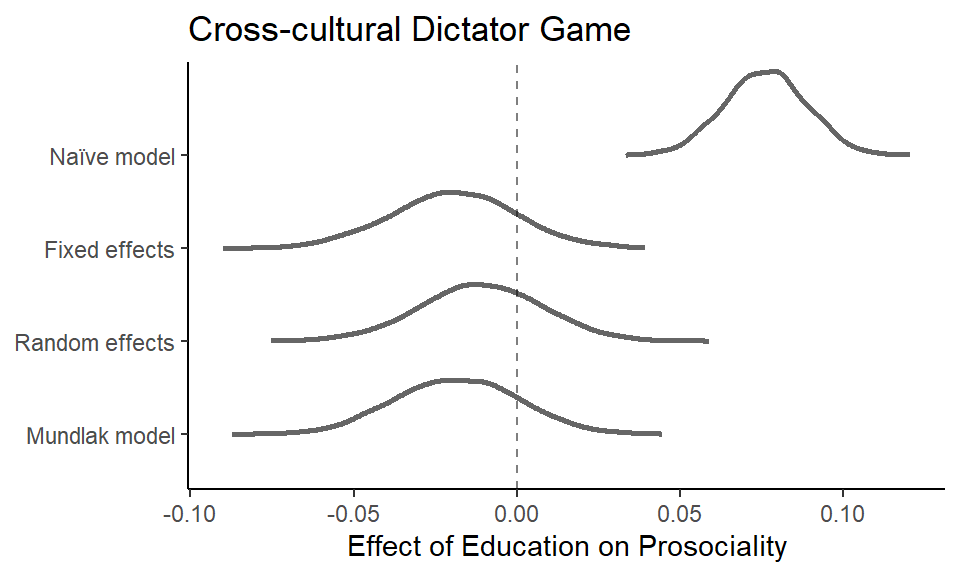 Cross-cultural Dictator Game
Naïve model
Fixed effects
Random effects
Mundlak model
-0.10 -0.05 0.00 0.05 0.10
Effect of Education on Prosociality